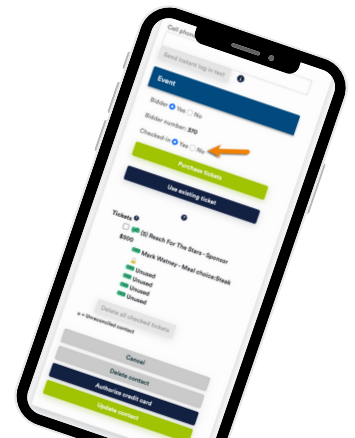 Cell phone
Send instant log in text
Event
Bidder Yes No
Bidder number: 570
Checked-in Yes No
Purchase tickets
Use existing ticket
Tickets
(5) Reach For The Stars - Sponsor
$500
Mark Watney - Meal choice: Steak
Unused
Unused
Unused
Unused
Delete all checked tickets
= Unreconciled contact
Cancel
Delete contact
Authorize credit card
Update contact